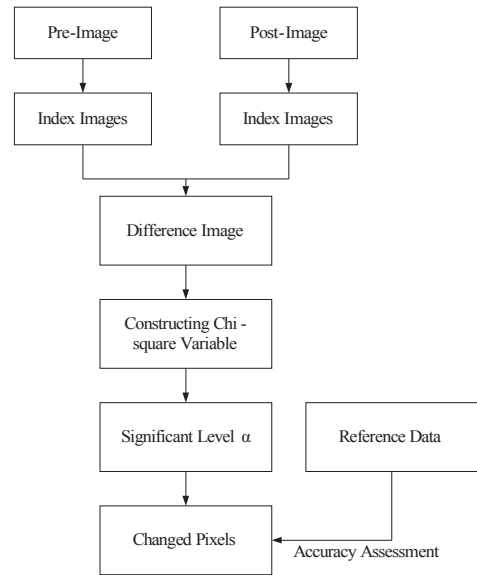 Pre-Image
Post-Image
Index Images
Index Images
Difference Image
Constructing Chi -
square Variable
Significant Level α
Reference Data
Changed Pixels
Accuracy Assessment